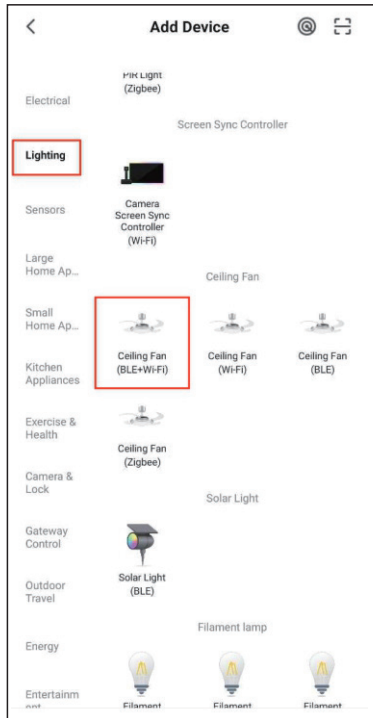 Add Device
Electrical
Lighting
Sensors
Large
Home Ap...
Small
Home Ap...
Kitchen
Appliances
Exercise &
Health
Camera &
Lock
Gateway
Control
Outdoor
Travel
Energy
Entertainm
PIR Light
(Zigbee)
Screen Sync Controller
Camera
Screen Sync
Controller
(Wi-Fi)
Ceiling Fan
Ceiling Fan
(BLE+Wi-Fi)
Ceiling Fan
(Wi-Fi)
Ceiling Fan
(BLE)
Ceiling Fan
(Zigbee)
Solar Light
Solar Light
(BLE)
Filament lamp
Filament
Filament
Filament